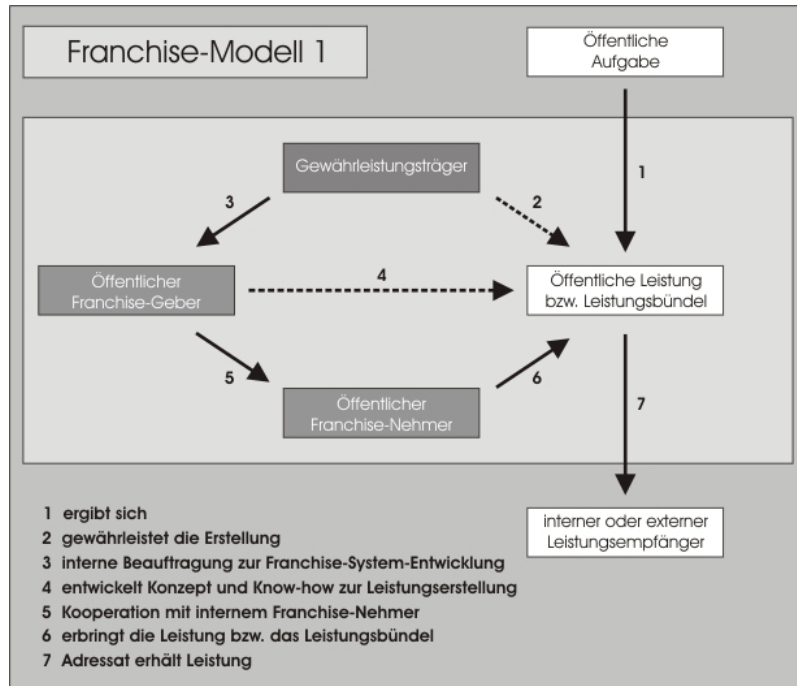 Franchise-Modell 1
Öffentliche
Aufgabe
1
Gewährleistungsträger
3
2
Öffentlicher
Franchise-Geber
4
Öffentliche Leistung
bzw. Leistungsbündel
5
6
Öffentlicher
Franchise-Nehmer
7
interner oder externer
Leistungsempfänger
1 ergibt sich
2 gewährleistet die Erstellung
3 interne Beauftragung zur Franchise-System-Entwicklung
4 entwickelt Konzept und Know-how zur Leistungserstellung
5 Kooperation mit internem Franchise-Nehmer
6 erbringt die Leistung bzw. das Leistungsbündel
7 Adressat erhält Leistung